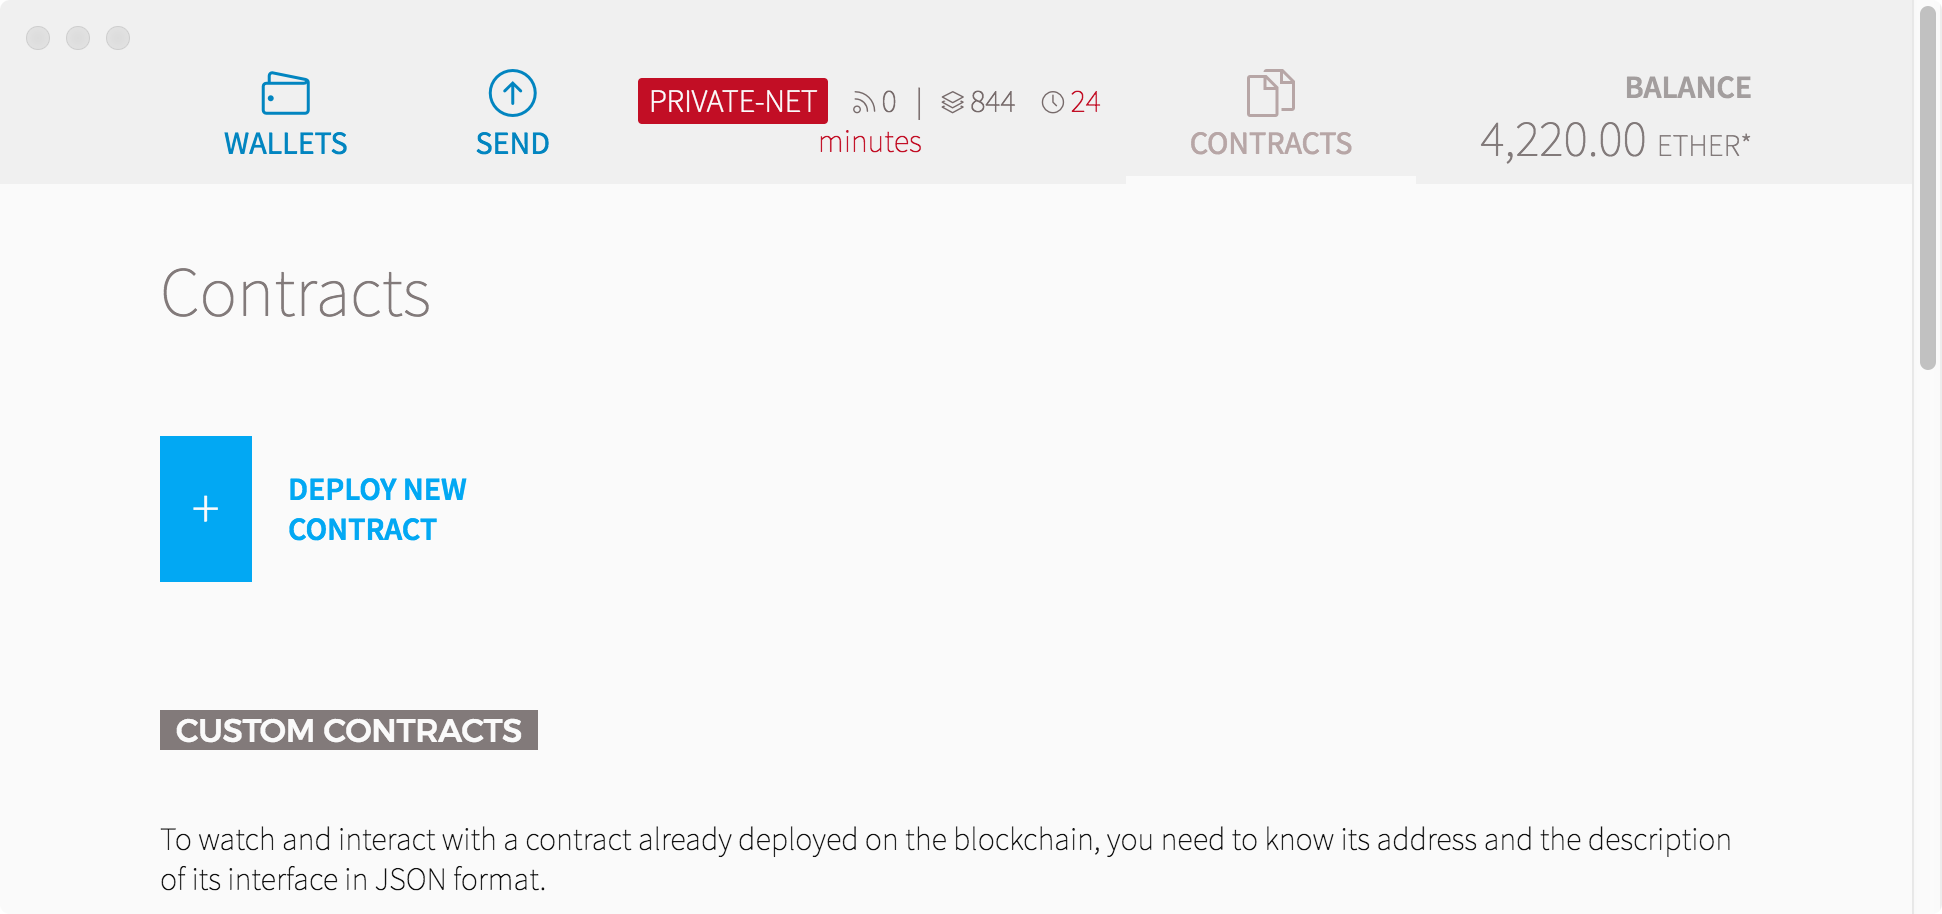 WALLETS
SEND
PRIVATE-NET 0 | 844 24
minutes
CONTRACTS
BALANCE
4,220.00 ETHER*
Contracts
+
DEPLOY NEW
CONTRACT
CUSTOM CONTRACTS
To watch and interact with a contract already deployed on the blockchain, you need to know its address and the description
of its interface in JSON format.